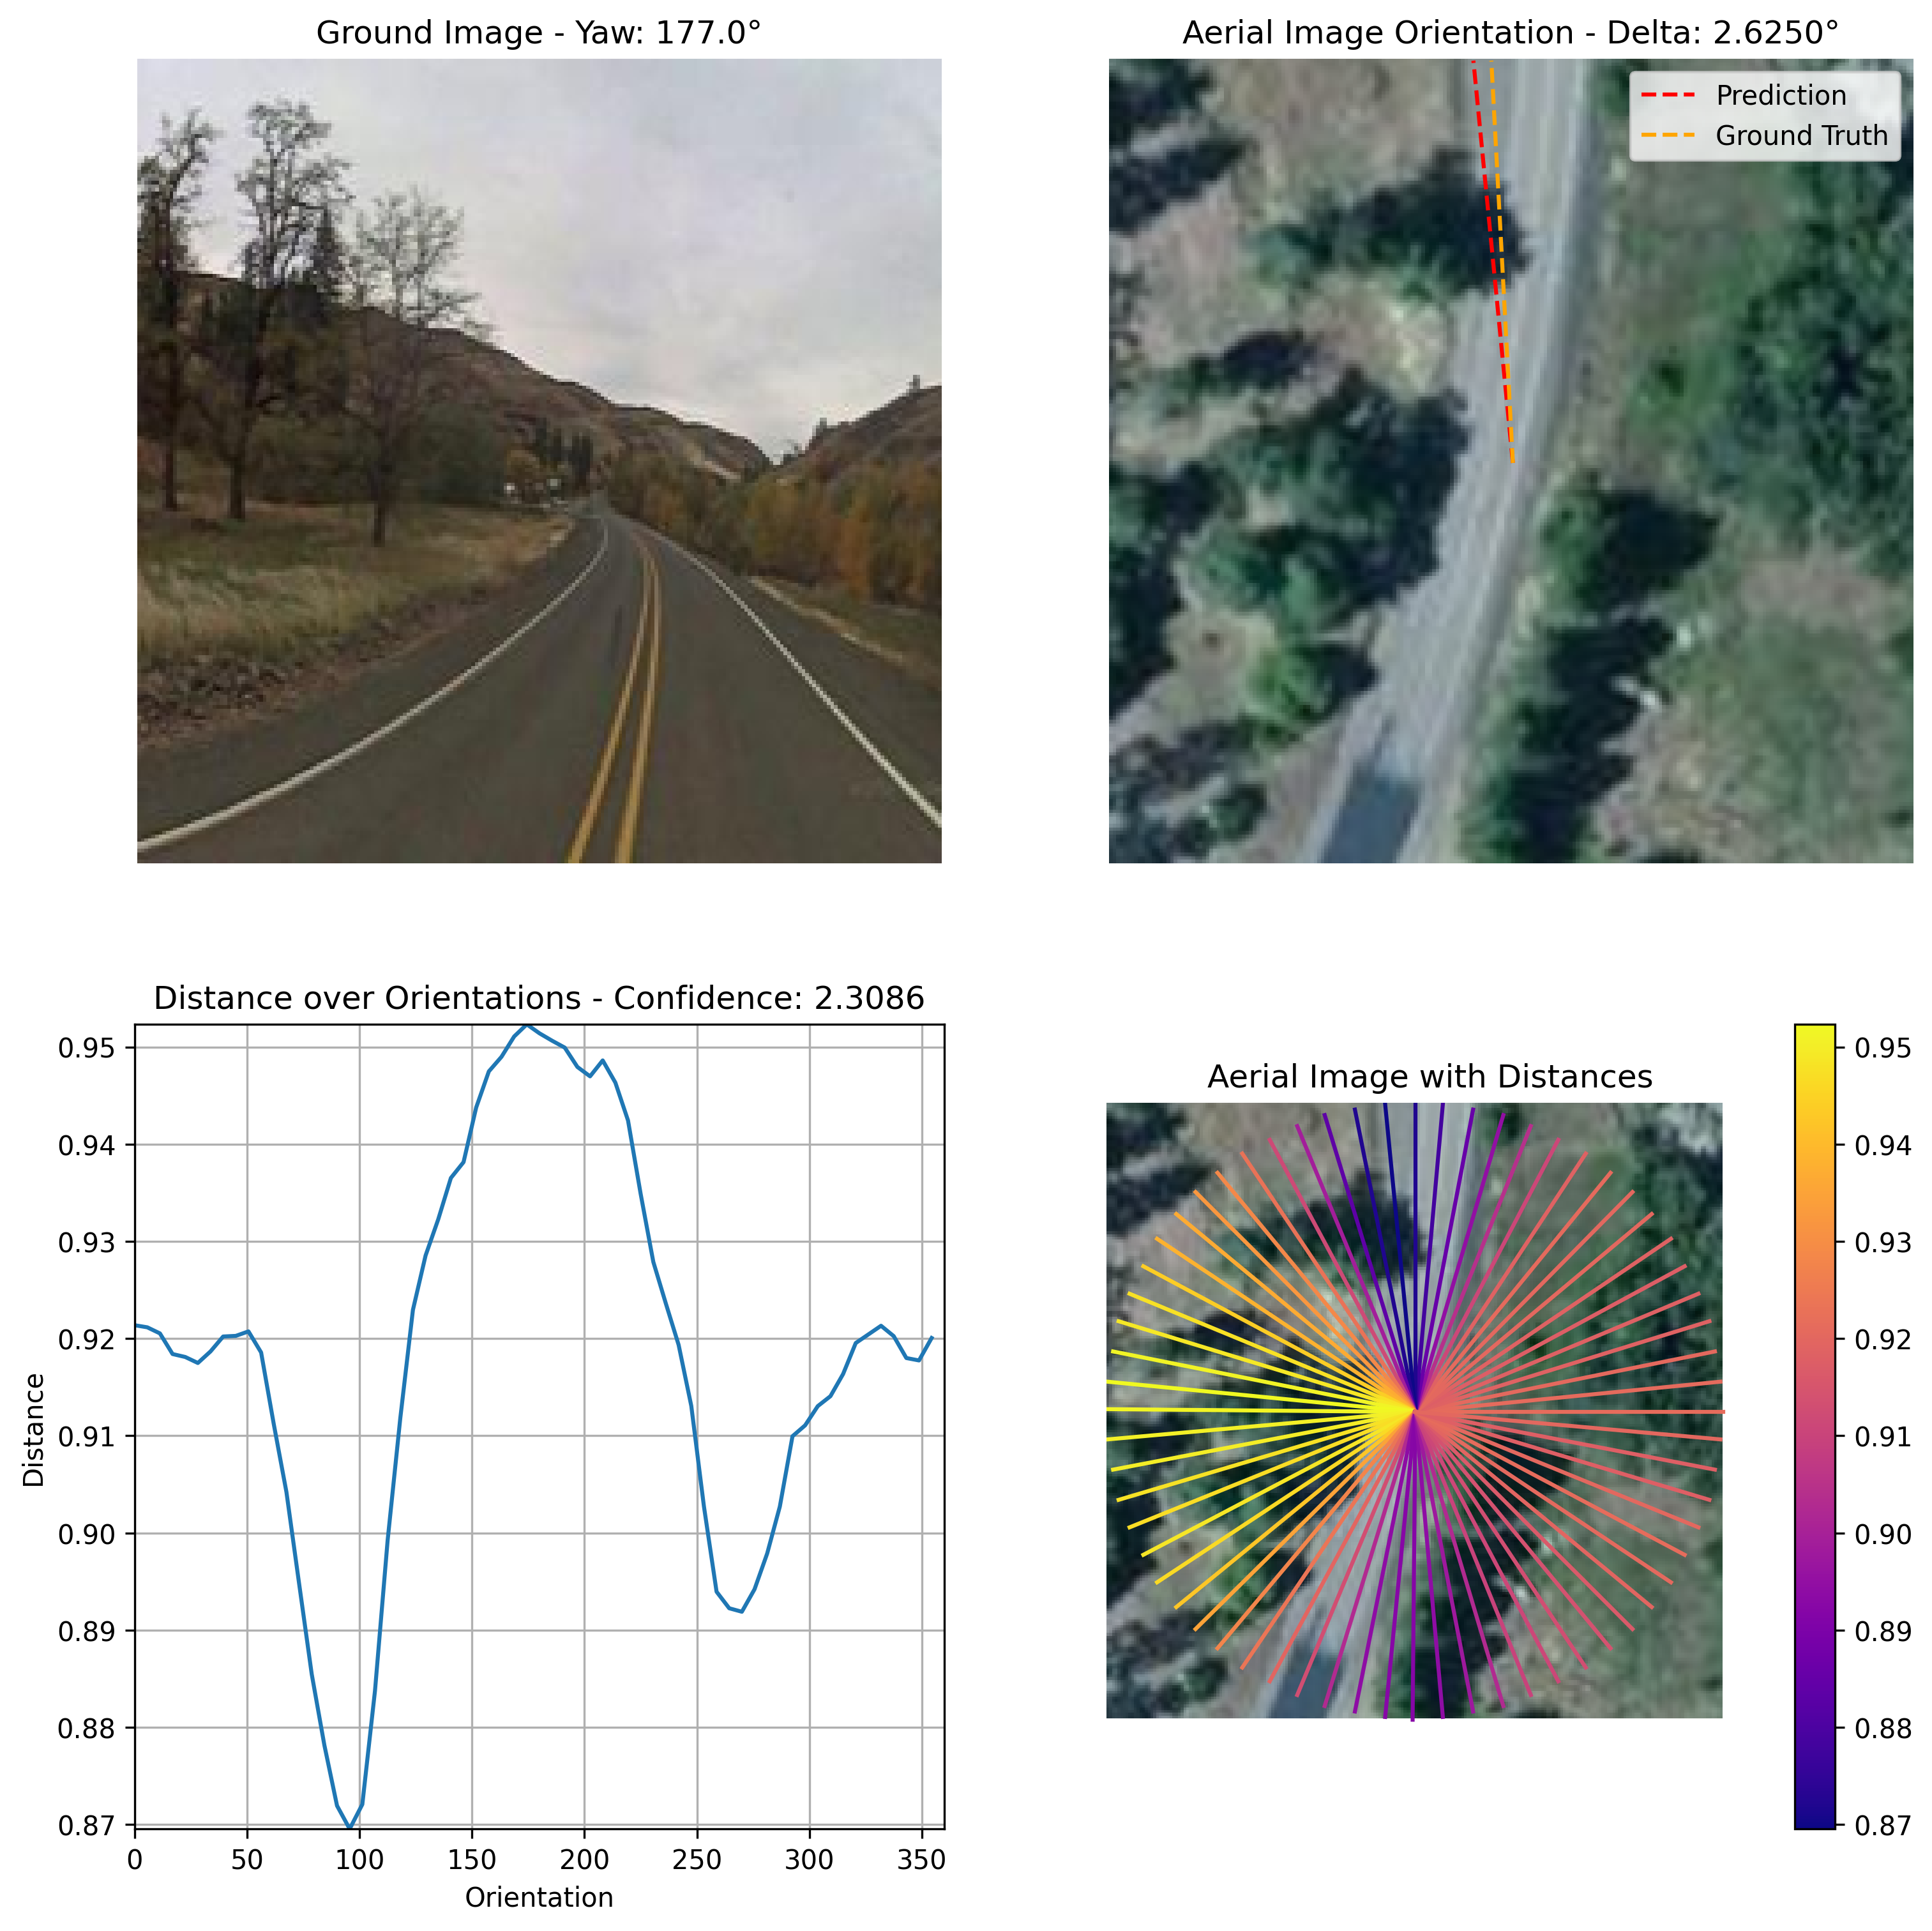 Ground Image - Yaw: 177.0°
Aerial Image Orientation - Delta: 2.6250°
Prediction
Ground Truth
Distance over Orientations - Confidence: 2.3086
0.95
0.94
0.93
0.92
0.91
0.90
0.89
0.88
0.87
Distance
0 50 100 150 200 250 300 350
Orientation
Aerial Image with Distances
0.95
0.94
0.93
0.92
0.91
0.90
0.89
0.88
0.87